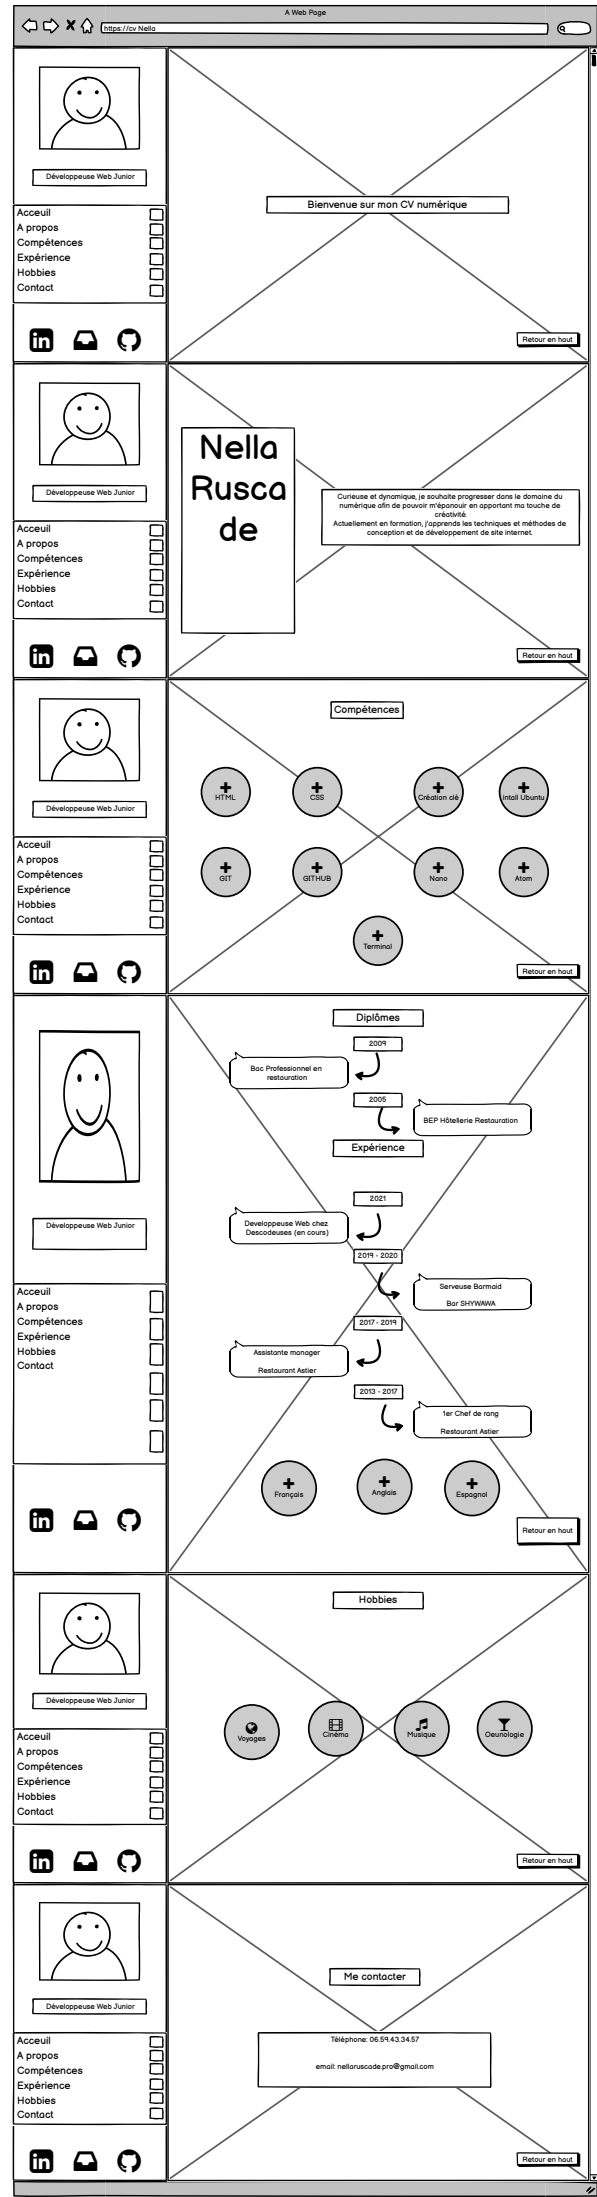 A Web Page
https://cv Nella
Développeuse Web Junior
Acceuil
A propos
Compétences
Expérience
Hobbies
Contact
in
Bienvenue sur mon CV numérique
Retour en haut
Développeuse Web Junior
Acceuil
A propos
Compétences
Expérience
Hobbies
Contact
in
Nella
Rusca
de
Curieuse et dynamique, je souhaite progresser dans le domaine du
numérique afin de pouvoir m'épanouir en apportant ma touche de
créativité.
Actuellement en formation, j'apprends les techniques et méthodes de
conception et de développement de site internet.
Retour en haut
Développeuse Web Junior
Acceuil
A propos
Compétences
Expérience
Hobbies
Contact
in
Compétences
HTML
CSS
Création clé
intall Ubuntu
GIT
GITHUB
Nano
Atom
Terminal
Retour en haut
Développeuse Web Junior
Acceuil
A propos
Compétences
Expérience
Hobbies
Contact
in
Diplômes
2009
Bac Professionnel en
restauration
2005
BEP Hôtellerie Restauration
Expérience
2021
Developpeuse Web chez
Descodeuses (en cours)
2019 - 2020
Serveuse Barmaid
Bar SHYWAWA
2017 - 2019
Assistante manager
Restaurant Astier
2013 - 2017
1er Chef de rang
Restaurant Astier
Français
Anglais
Espagnol
Retour en haut
Développeuse Web Junior
Acceuil
A propos
Compétences
Expérience
Hobbies
Contact
in
Hobbies
Voyages
Cinéma
Musique
Oeunologie
Retour en haut
Développeuse Web Junior
Acceuil
A propos
Compétences
Expérience
Hobbies
Contact
in
Me contacter
Téléphone: 06.59.43.34.57
email: nellaruscade.pro@gmail.com
Retour en haut